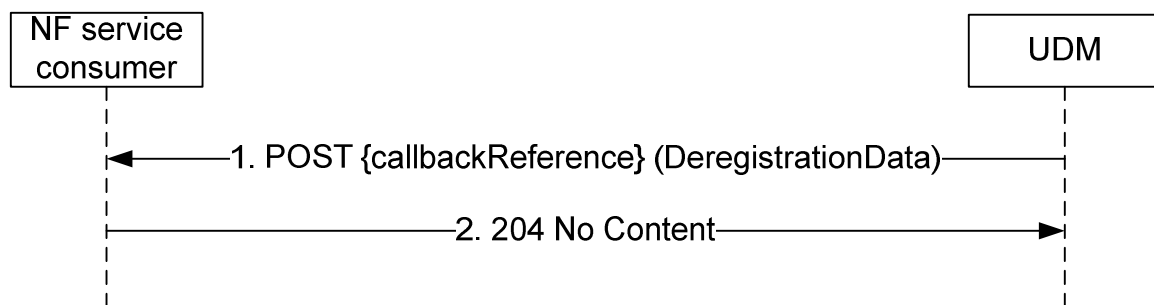 NF service
consumer
UDM
1. POST {callbackReference} (DeregistrationData)
2. 204 No Content